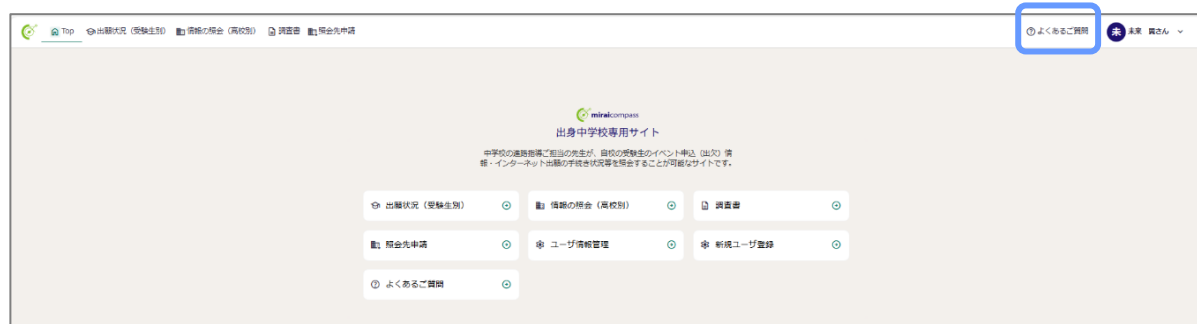 Top 出願状況（受験生別） 情報の照会（高校別） 調査書 照会先申請 よくあるご質問 未 未来 賢さん
miraicompass
出身中学校専用サイト
中学校の進路指導ご担当の先生が、自校の受験生のイベント申込（出欠）情
報・インターネット出願の手続き状況等を照会することが可能なサイトです。
出願状況（受験生別） 情報の照会（高校別） 調査書
照会先申請 ユーザ情報管理 新規ユーザ登録
よくあるご質問